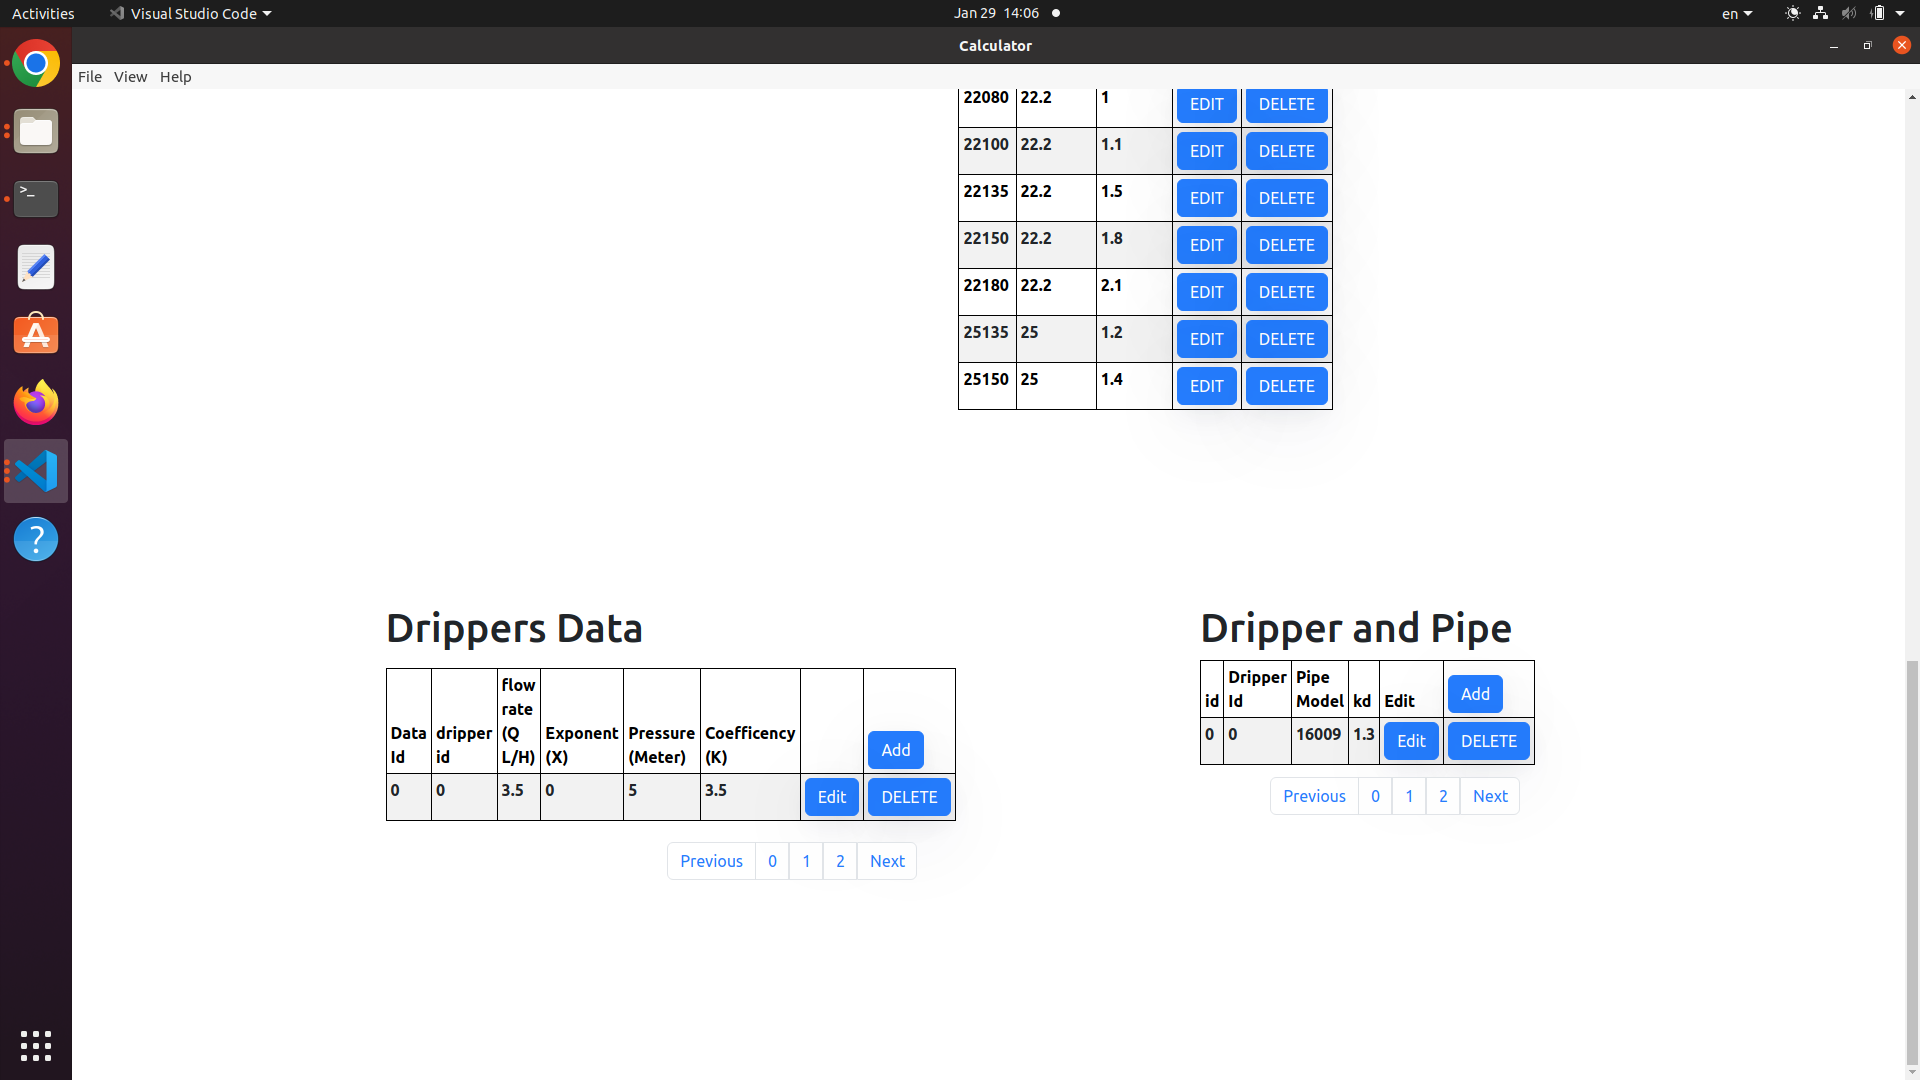 Activities Visual Studio Code Jan 29 14:06 en
Calculator
File View Help
22080 22.2 1 EDIT DELETE
22100 22.2 1.1 EDIT DELETE
22135 22.2 1.5 EDIT DELETE
22150 22.2 1.8 EDIT DELETE
22180 22.2 2.1 EDIT DELETE
25135 25 1.2 EDIT DELETE
25150 25 1.4 EDIT DELETE
Drippers Data
flow
rate
Data dripper (Q Exponent Pressure Coefficency
Id id L/H) (X) (Meter) (K) Add
0 0 3.5 0 5 3.5 Edit DELETE
Previous 0 1 2 Next
Dripper and Pipe
Dripper Pipe
id Id Model kd Edit Add
0 0 16009 1.3 Edit DELETE
Previous 0 1 2 Next